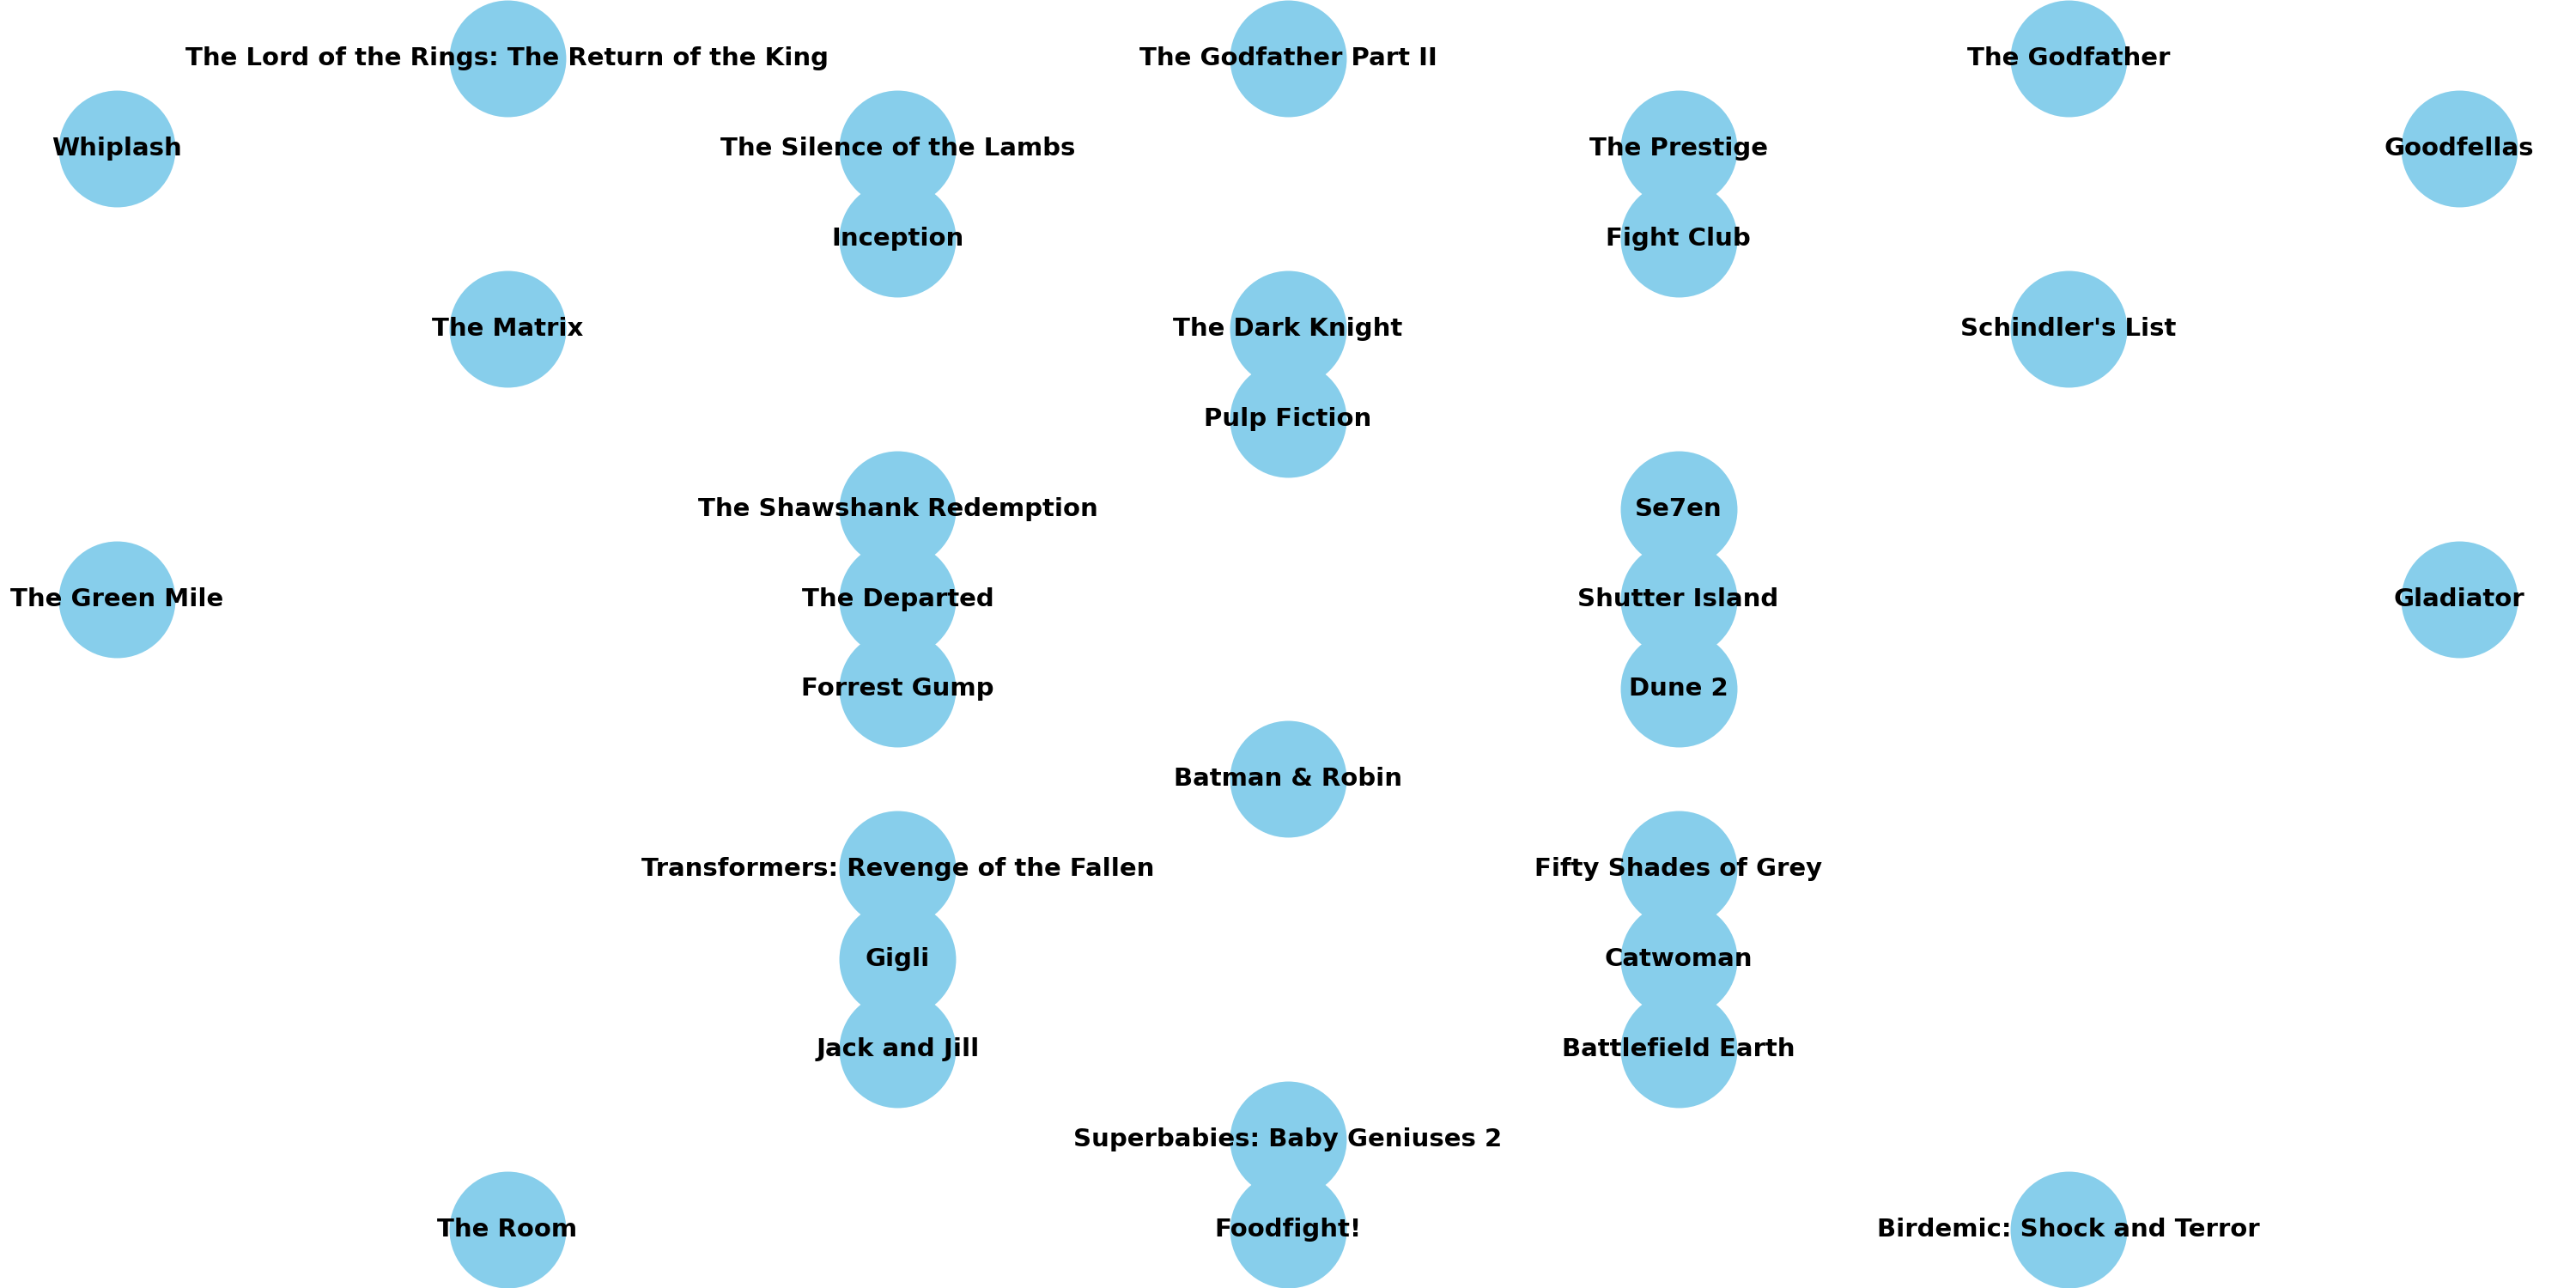 The Lord of the Rings: The Return of the King
The Godfather Part II
The Godfather
Whiplash
The Silence of the Lambs
The Prestige
Goodfellas
Inception
Fight Club
The Matrix
The Dark Knight
Schindler's List
Pulp Fiction
The Shawshank Redemption
Se7en
The Green Mile
The Departed
Shutter Island
Gladiator
Forrest Gump
Dune 2
Batman & Robin
Transformers: Revenge of the Fallen
Fifty Shades of Grey
Gigli
Catwoman
Jack and Jill
Battlefield Earth
Superbabies: Baby Geniuses 2
The Room
Foodfight!
Birdemic: Shock and Terror